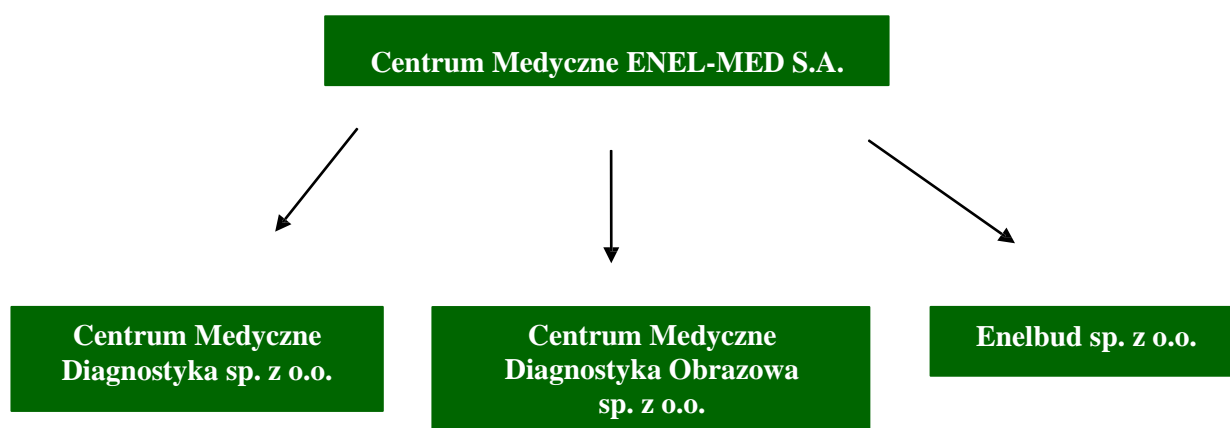 Centrum Medyczne ENEL-MED S.A.
Centrum Medyczne
Diagnostyka sp. z o.o.
Centrum Medyczne
Diagnostyka Obrazowa
sp. z o.o.
Enelbud sp. z o.o.